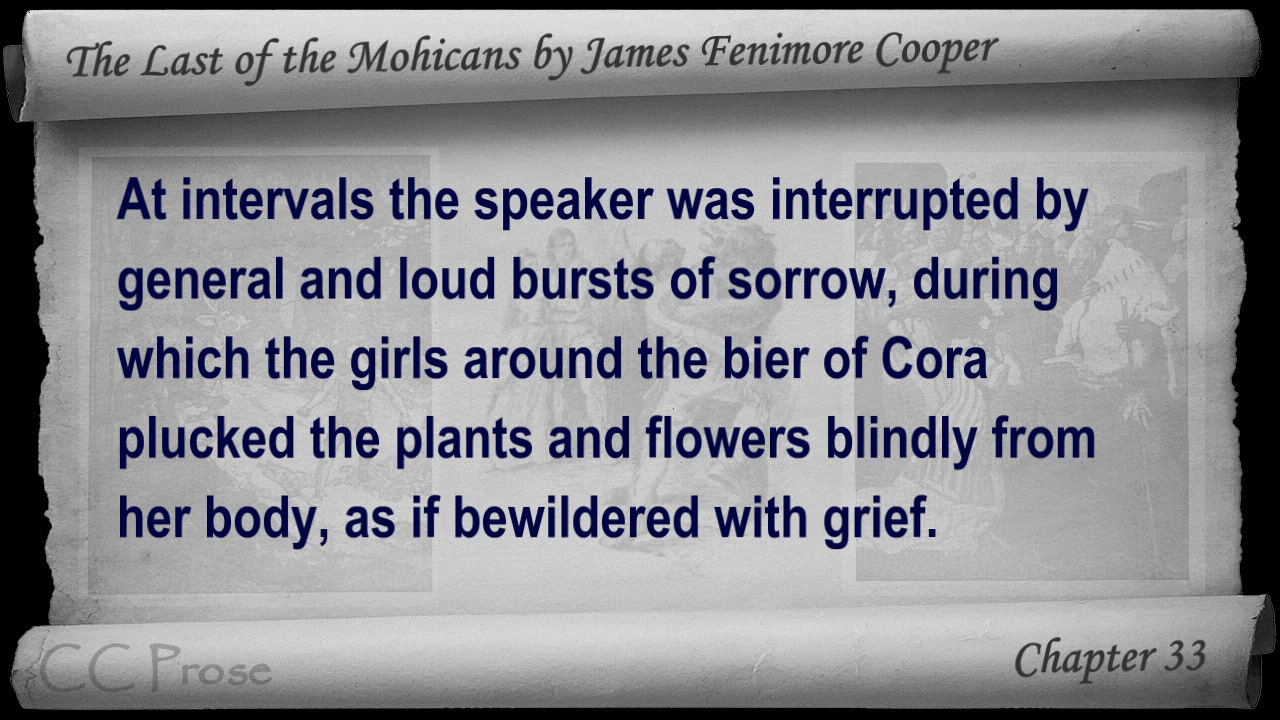 The Last of the Mohicans by James Fenimore Cooper
At intervals the speaker was interrupted by
general and loud bursts of sorrow, during
which the girls around the bier of Cora
plucked the plants and flowers blindly from
her body, as if bewildered with grief.
CC Prose
Chapter 33